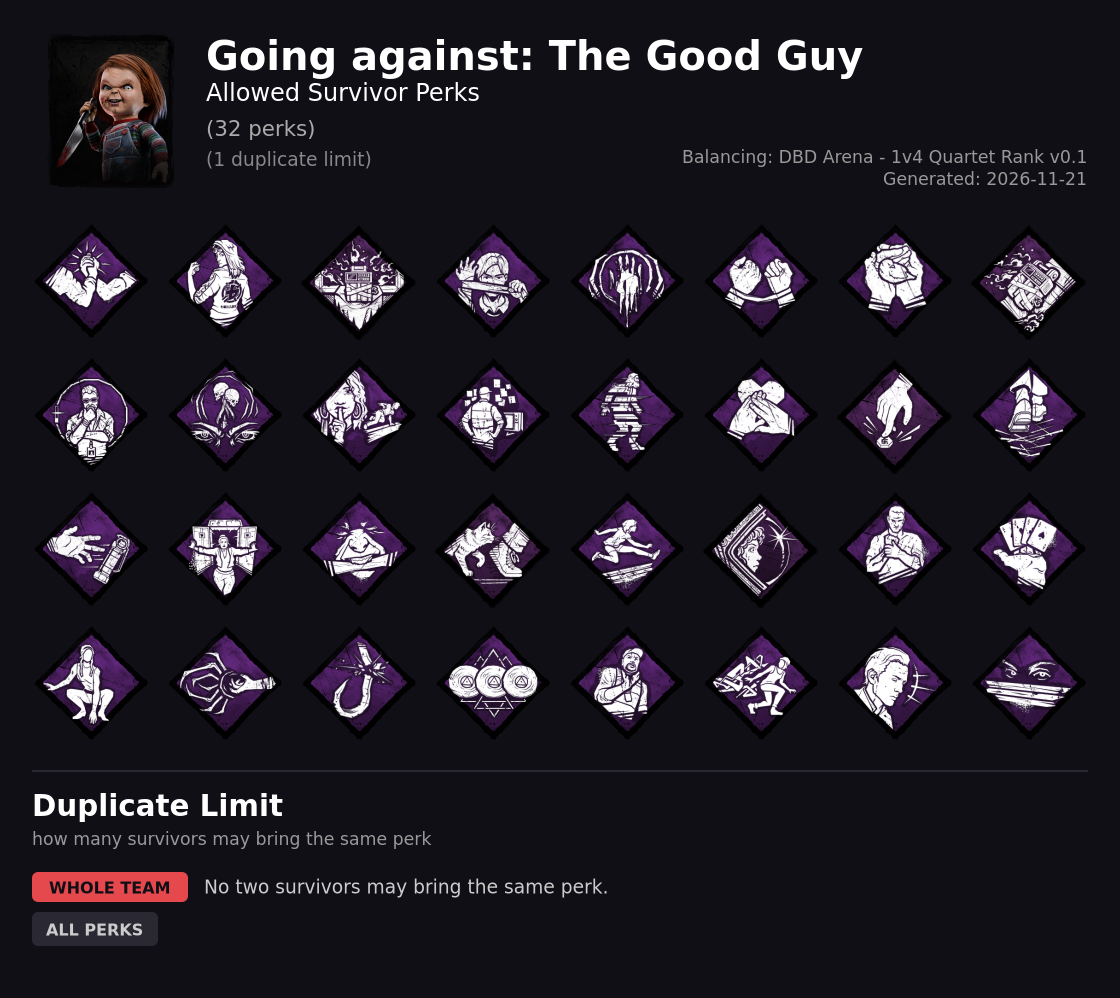 Going against: The Good Guy
Allowed Survivor Perks
(32 perks)
(1 duplicate limit)
Balancing: DBD Arena - 1v4 Quartet Rank v0.1
Generated: 2026-11-21
Duplicate Limit
how many survivors may bring the same perk
WHOLE TEAM No two survivors may bring the same perk.
ALL PERKS